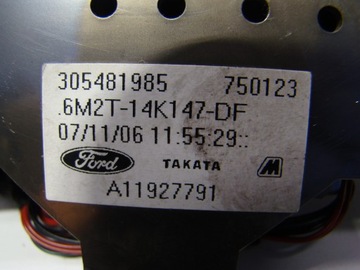 305481985 750123
.6M2T-14K147-DF
07/11/06 11:55:29::
Ford TAKATA M
A11927791